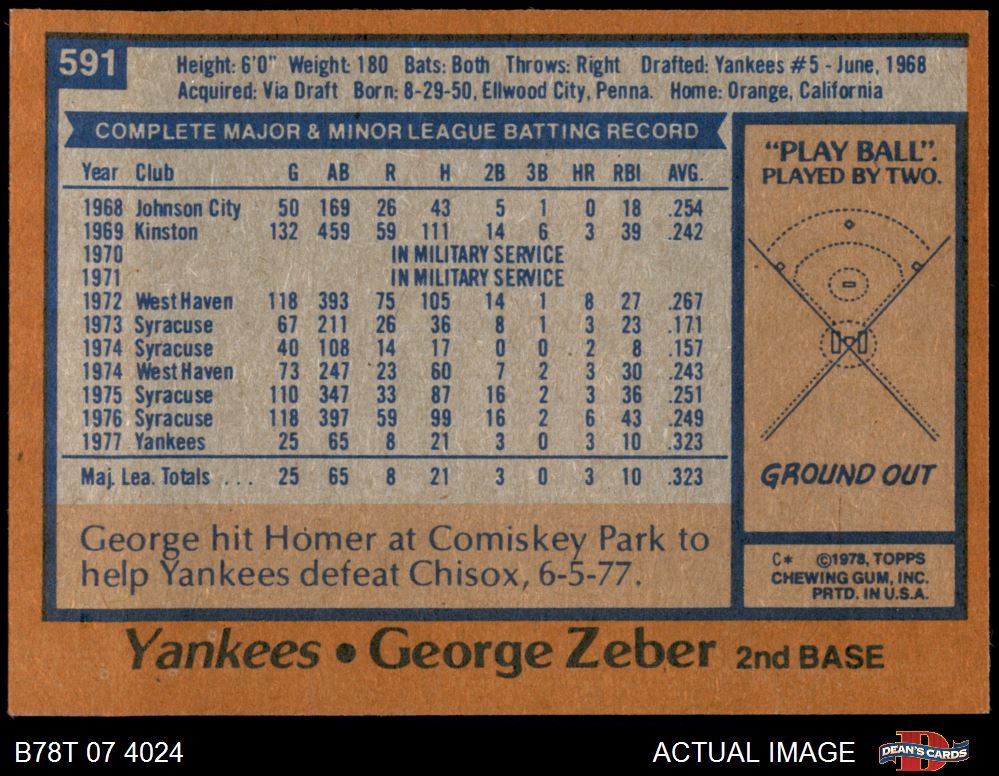 591
Height: 6'0" Weight: 180 Bats: Both Throws: Right Drafted: Yankees #5 - June, 1968
Acquired: Via Draft Born: 8-29-50, Ellwood City, Penna. Home: Orange, California
COMPLETE MAJOR & MINOR LEAGUE BATTING RECORD
Year Club G AB R H 2B 3B HR RBI AVG.
1968 Johnson City 50 169 26 43 5 1 0 18 .254
1969 Kinston 132 459 59 111 14 6 3 39 .242
1970 IN MILITARY SERVICE
1971 IN MILITARY SERVICE
1972 West Haven 118 393 75 105 14 1 8 27 .267
1973 Syracuse 67 211 26 36 8 1 3 23 .171
1974 Syracuse 40 108 14 17 0 0 2 8 .157
1974 West Haven 73 247 23 60 7 2 3 30 .243
1975 Syracuse 110 347 33 87 16 2 3 36 .251
1976 Syracuse 118 397 59 99 16 2 6 43 .249
1977 Yankees 25 65 8 21 3 0 3 10 .323
Maj. Lea. Totals . . . 25 65 8 21 3 0 3 10 .323
George hit Homer at Comiskey Park to
help Yankees defeat Chisox, 6-5-77.
"PLAY BALL".
PLAYED BY TWO.
GROUND OUT
C* ©1978, TOPPS
CHEWING GUM, INC.
PRTD. IN U.S.A.
Yankees • George Zeber 2nd BASE
B78T 07 4024
ACTUAL IMAGE
DEAN'S CARDS